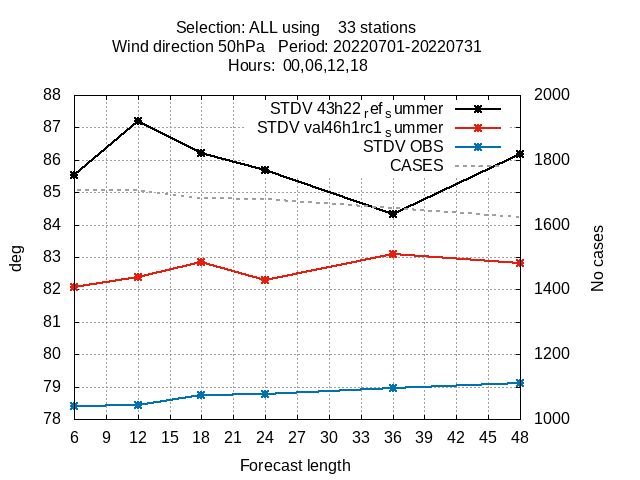 Selection: ALL using    33 stations
Wind direction 50hPa   Period: 20220701-20220731
Hours:  00,06,12,18
STDV 43h22ref summer
STDV val46h1rc1summer
STDV OBS
CASES
deg
88
87
86
85
84
83
82
81
80
79
78
2000
1800
1600
1400
1200
1000
No cases
6 9 12 15 18 21 24 27 30 33 36 39 42 45 48
Forecast length